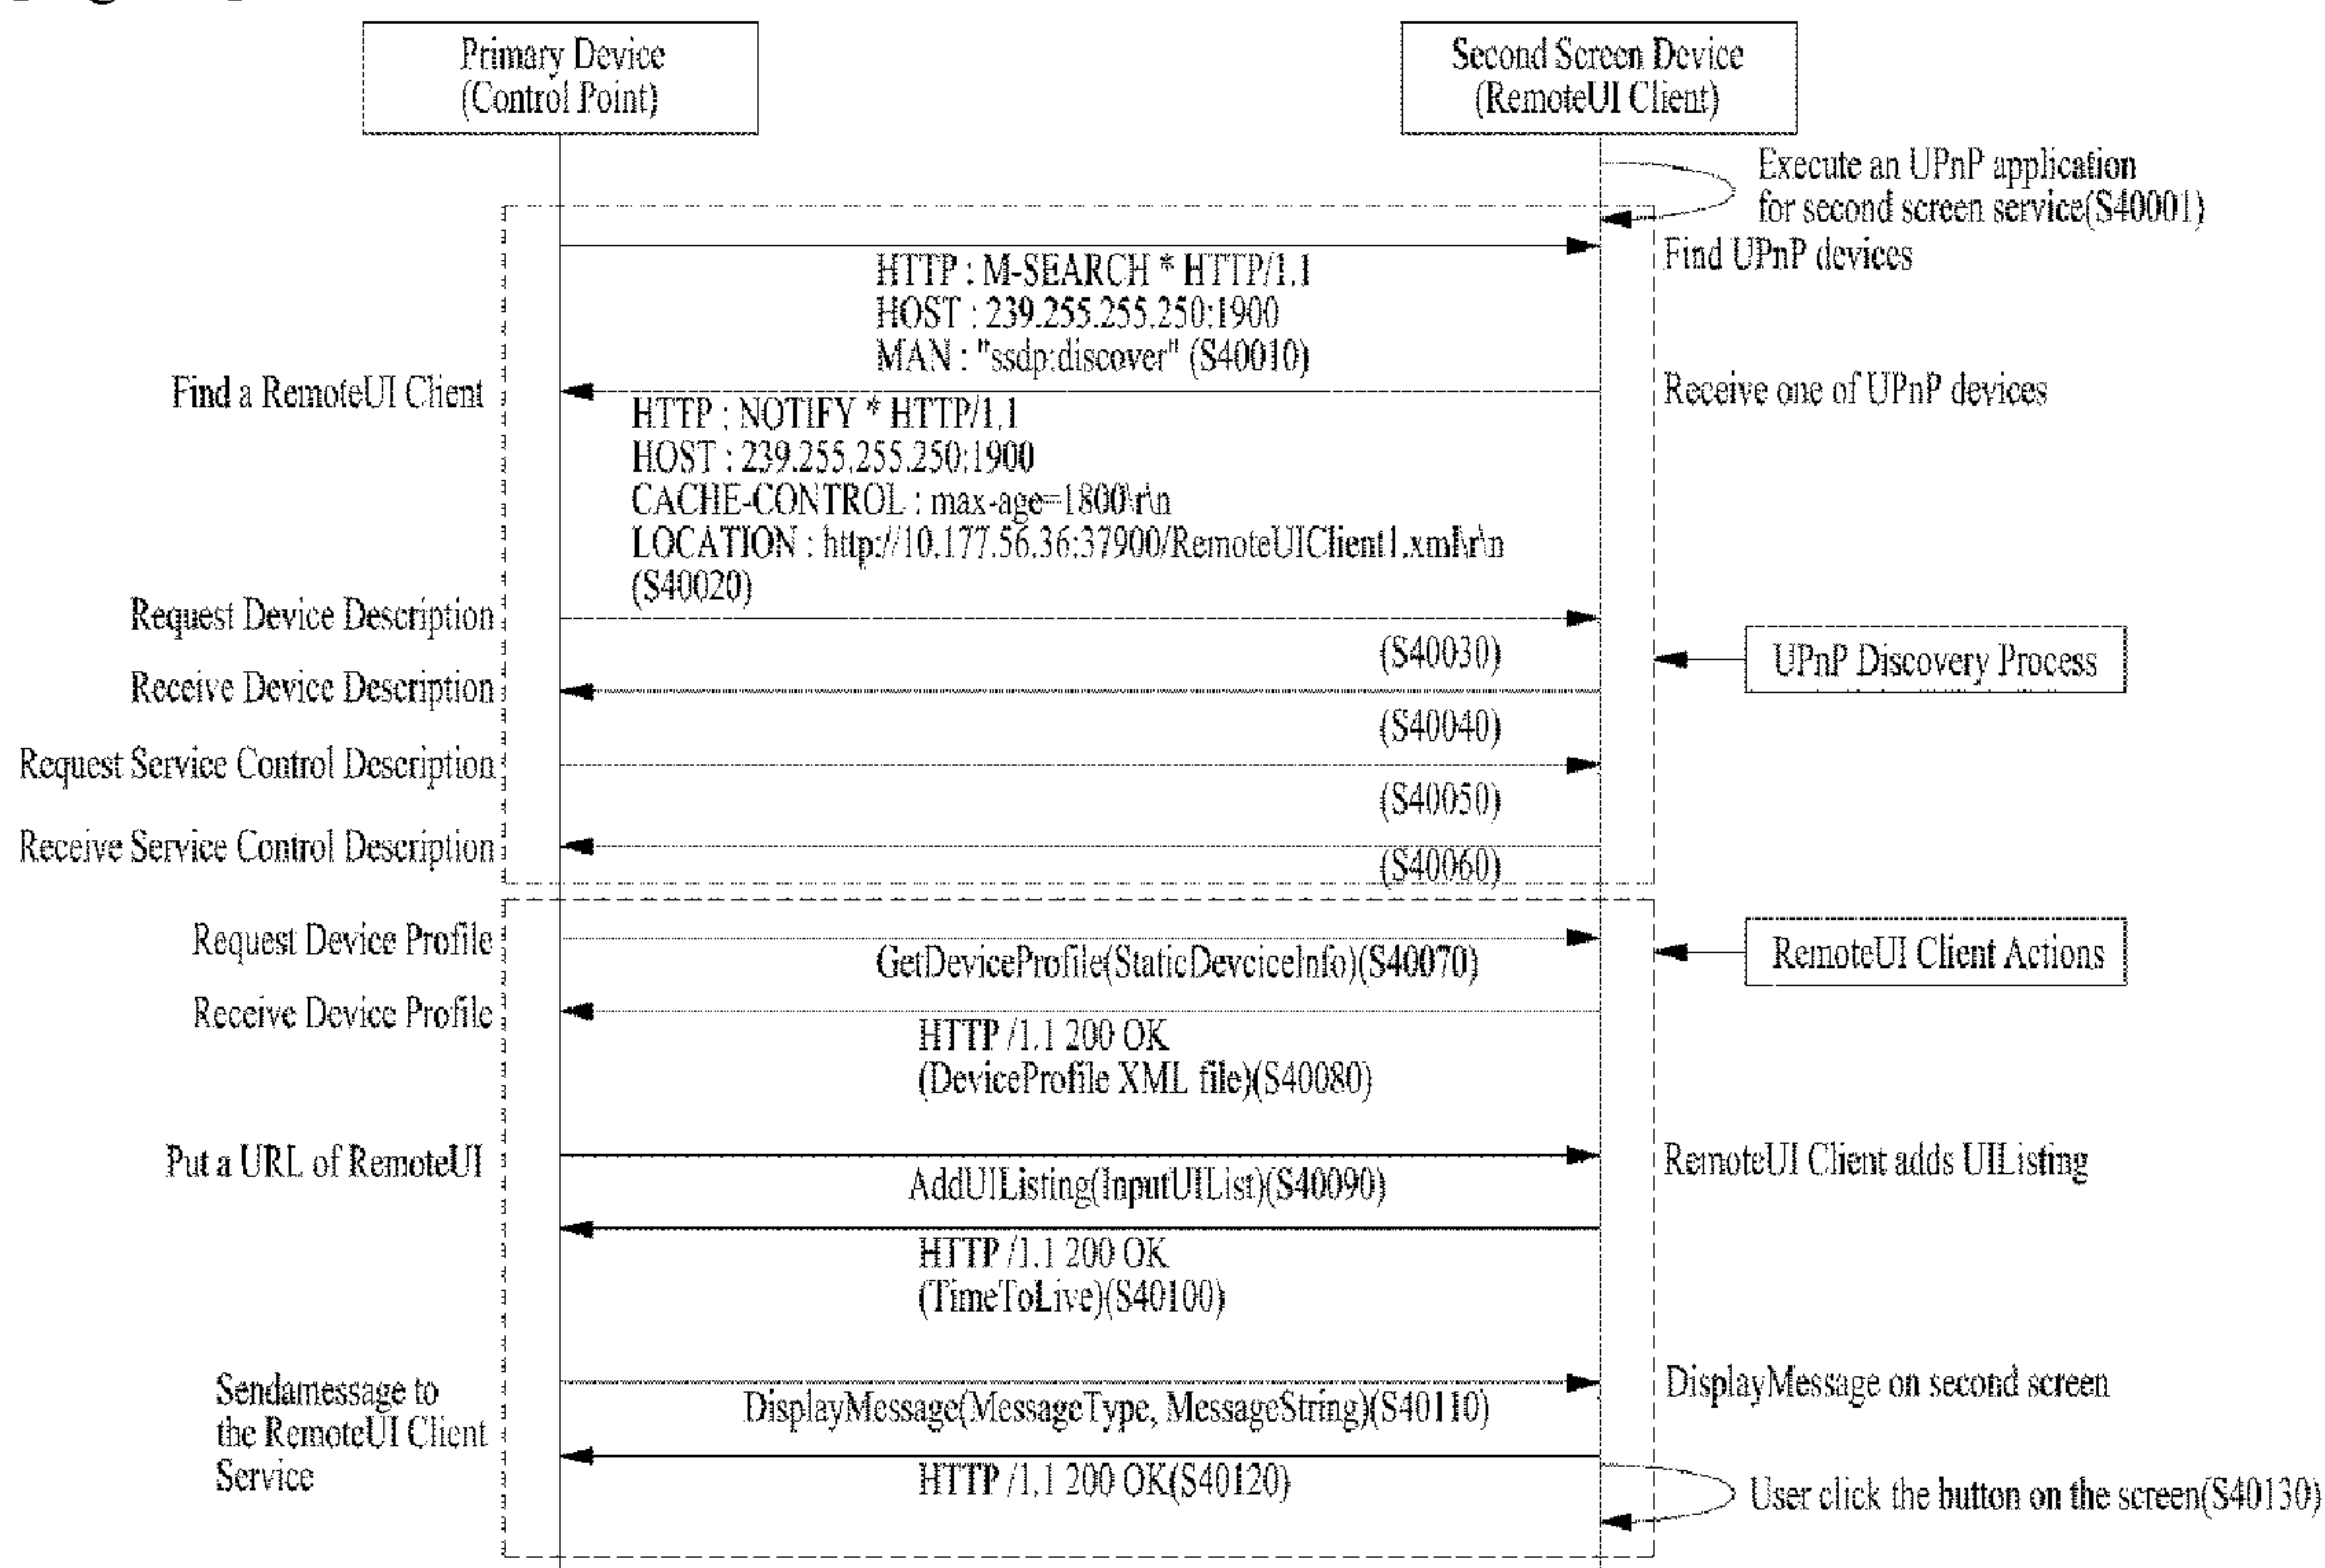 Primary Device
(Control Point)
Second Screen Device
(RemoteUI Client)
Execute an UPnP application
for second screen service(S40001)
Find UPnP devices
HTTP : M-SEARCH * HTTP/1.1
HOST : 239.255.255.250:1900
MAN : "ssdp:discover" (S40010)
Find a RemoteUI Client
Receive one of UPnP devices
HTTP : NOTIFY * HTTP/1.1
HOST : 239.255.255.250:1900
CACHE-CONTROL : max-age=1800\r\n
LOCATION : http://10.177.56.36:37900/RemoteUIClient1.xml\r\n
(S40020)
Request Device Description
(S40030)
UPnP Discovery Process
Receive Device Description
(S40040)
Request Service Control Description
(S40050)
Receive Service Control Description
(S40060)
Request Device Profile
GetDeviceProfile(StaticDevciceInfo)(S40070)
RemoteUI Client Actions
Receive Device Profile
HTTP /1.1 200 OK
(DeviceProfile XML file)(S40080)
Put a URL of RemoteUI
RemoteUI Client adds UIListing
AddUIListing(InputUIList)(S40090)
HTTP /1.1 200 OK
(TimeToLive)(S40100)
Sendamessage to
the RemoteUI Client
Service
DisplayMessage on second screen
DisplayMessage(MessageType, MessageString)(S40110)
HTTP /1.1 200 OK(S40120)
User click the button on the screen(S40130)